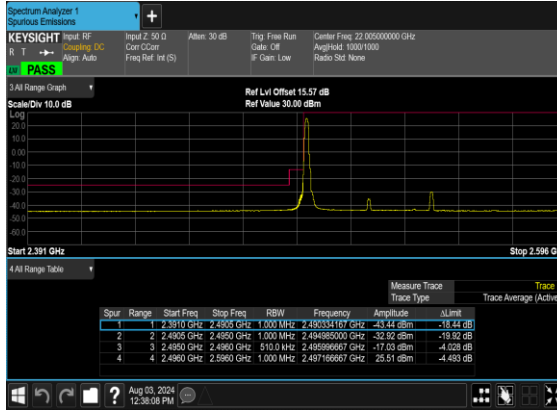 Spectrum Analyzer 1
Spurious Emissions
KEYSIGHT Input: RF Input Z: 50 Ω Atten: 30 dB Trig: Free Run Center Freq: 22.005000000 GHz
R T Coupling: DC Corr CCorr Gate: Off Avg|Hold: 1000/1000
Align: Auto Freq Ref: Int (S) IF Gain: Low Radio Std: None
PASS
3 All Range Graph
Ref Lvl Offset 15.57 dB
Scale/Div 10.0 dB Ref Value 30.00 dBm
Log
20.0
10.0
0.00
-10.0
-20.0
-30.0
-40.0
-50.0
-60.0
Start 2.391 GHz Stop 2.596 G
4 All Range Table
Measure Trace Trace
Trace Type Trace Average (Active
Spur Range Start Freq Stop Freq RBW Frequency Amplitude ΔLimit
1 1 2.3910 GHz 2.4905 GHz 1.000 MHz 2.490334167 GHz -43.44 dBm -18.44 dB
2 2 2.4905 GHz 2.4950 GHz 1.000 MHz 2.494985000 GHz -32.92 dBm -19.92 dB
3 3 2.4950 GHz 2.4960 GHz 510.0 kHz 2.495996667 GHz -17.03 dBm -4.028 dB
4 4 2.4960 GHz 2.5960 GHz 1.000 MHz 2.497166667 GHz 25.51 dBm -4.493 dB
Aug 03, 2024
12:38:08 PM